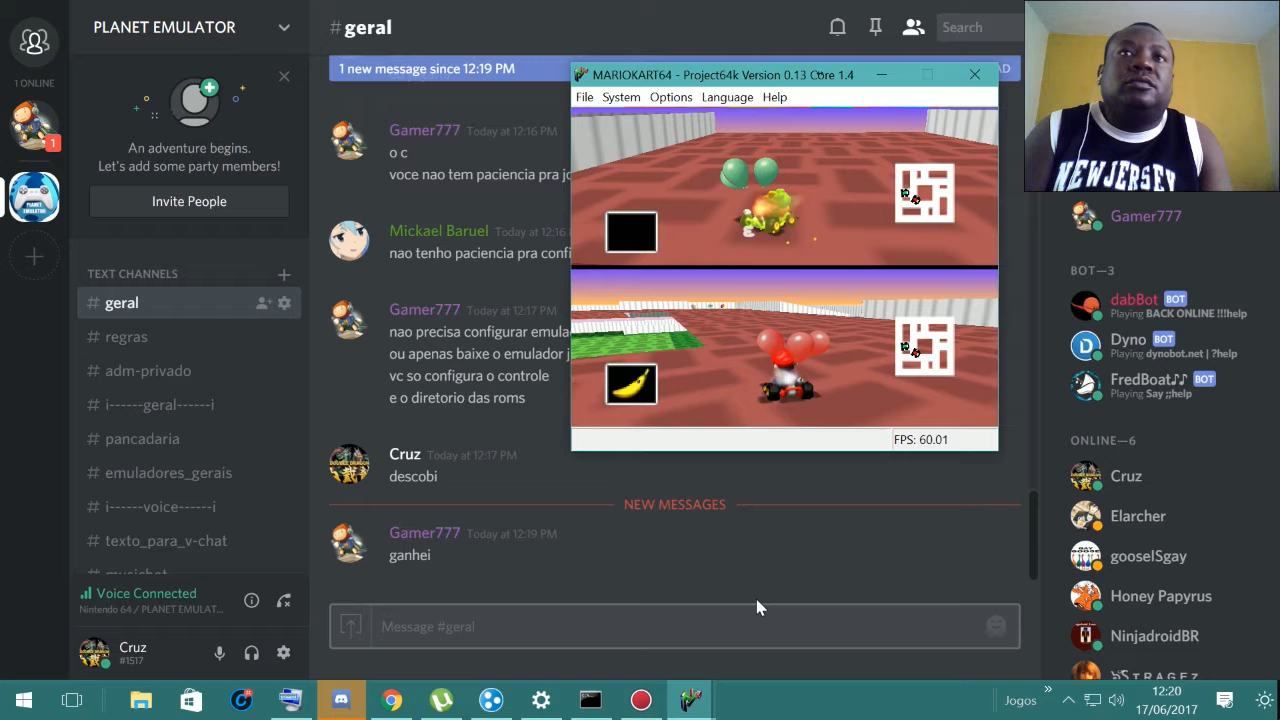 PLANET EMULATOR
1 ONLINE
1
An adventure begins.
Let's add some party members!
Invite People
TEXT CHANNELS
# geral
# regras
# adm-privado
# i------geral------i
# pancadaria
# emuladores_gerais
# i------voice-----i
# texto_para_v-chat
Voice Connected
Nintendo 64 / PLANET EMULAT...
Cruz
#1517
#geral
Search
1 new message since 12:19 PM
Gamer777 Today at 12:16 PM
o c
voce nao tem paciencia pra jo
Mickael Baruel Today at 12:16
nao tenho paciencia pra confi
Gamer777 Today at 12:17 PM
nao precisa configurar emula
ou apenas baixe o emulador j
vc so configura o controle
e o diretorio das roms
Cruz Today at 12:17 PM
descobi
NEW MESSAGES
Gamer777 Today at 12:19 PM
ganhei
Message #geral
MARIOKART64 - Project64k Version 0.13 Core 1.4
File System Options Language Help
FPS: 60.01
NEWJERSEY
Gamer777
BOT—3
dabBot BOT
Playing BACK ONLINE !!!help
Dyno BOT
Playing dynobot.net | ?help
FredBoat♪♪ BOT
Playing Say ;;help
ONLINE—6
Cruz
Elarcher
gooseISgay
Honey Papyrus
NinjadroidBR
Jogos
12:20
17/06/2017